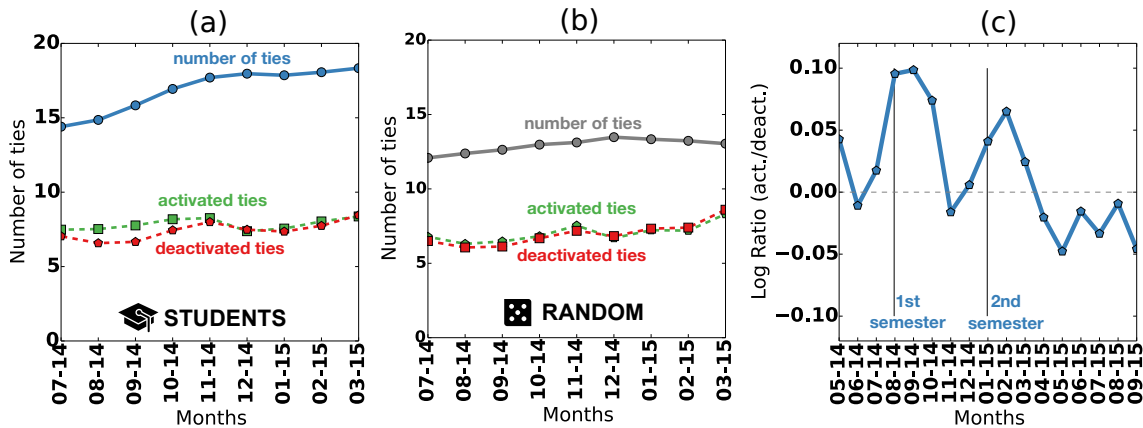 (a)
20
15
10
5
0
Number of ties
number of ties
activated ties
deactivated ties
STUDENTS
07-14
08-14
09-14
10-14
11-14
12-14
01-15
02-15
03-15
Months
(b)
20
15
10
5
0
Number of ties
number of ties
activated ties
deactivated ties
RANDOM
07-14
08-14
09-14
10-14
11-14
12-14
01-15
02-15
03-15
Months
(c)
0.10
0.05
0.00
−0.05
−0.10
Log Ratio (act./deact.)
1st
semester
2nd
semester
05-14
06-14
07-14
08-14
09-14
10-14
11-14
12-14
01-15
02-15
03-15
04-15
05-15
06-15
07-15
08-15
09-15
Months